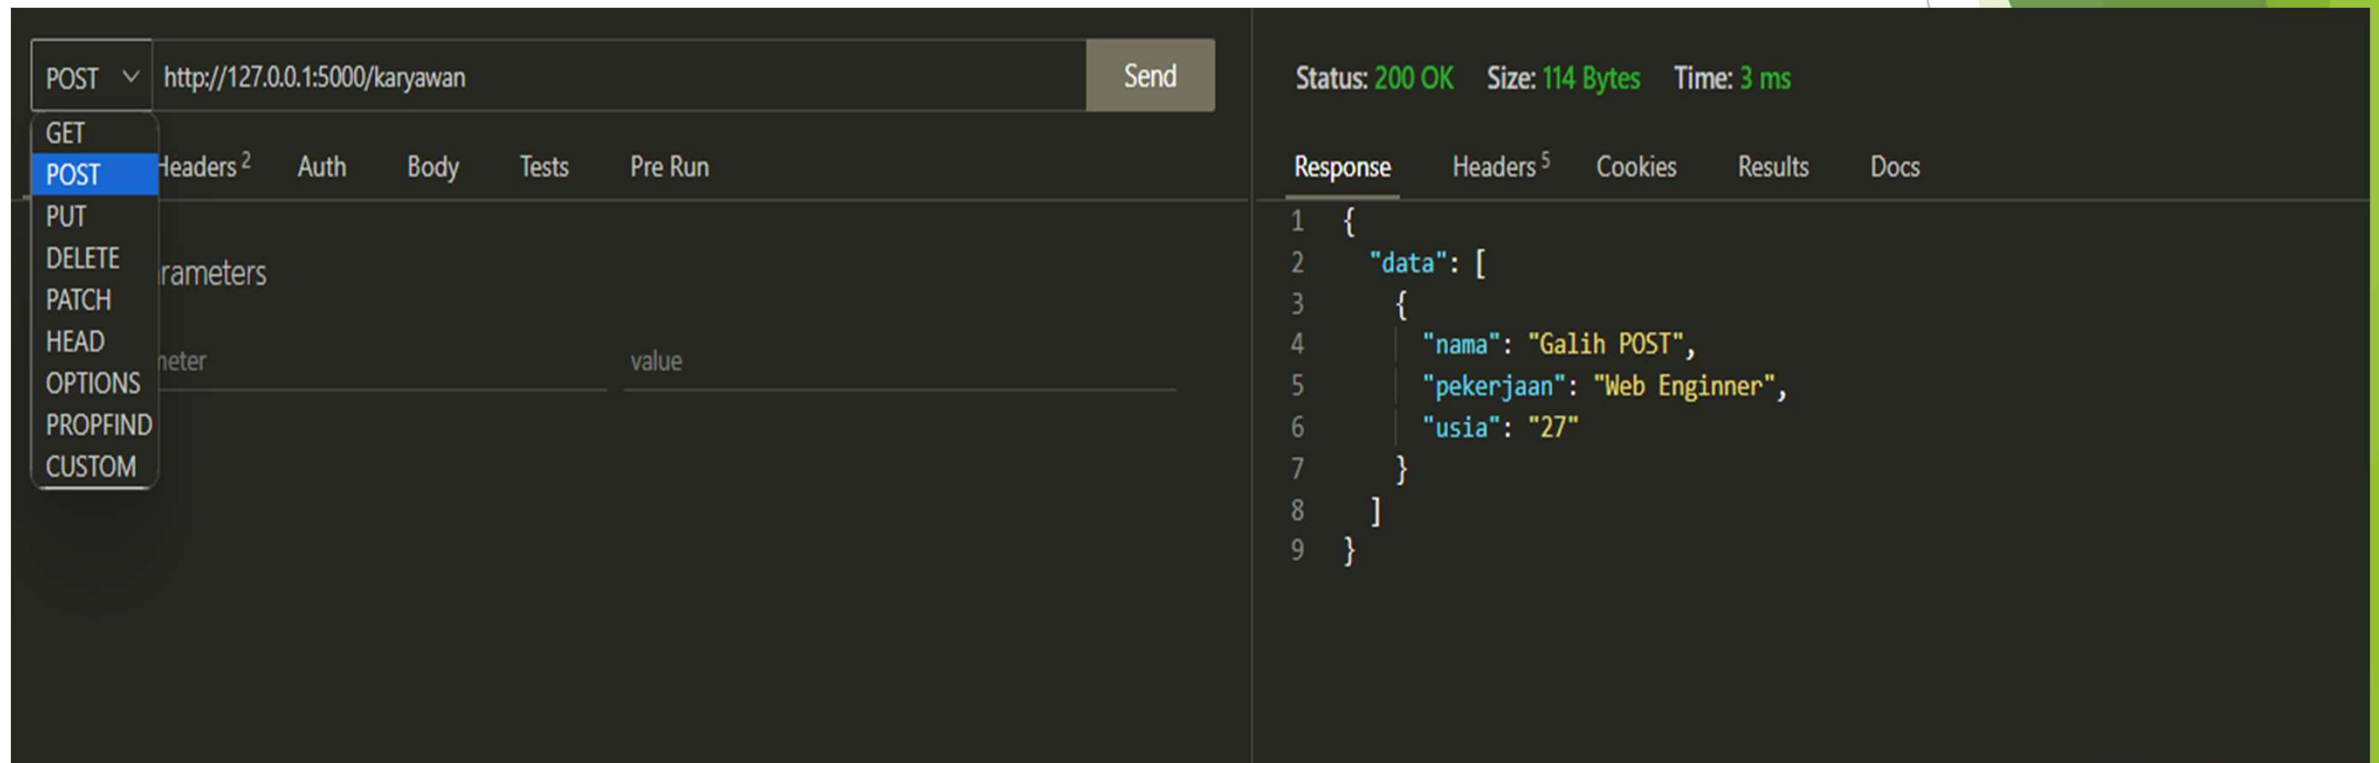 POST http://127.0.0.1:5000/karyawan Send
GET
POST
PUT
DELETE
PATCH
HEAD
OPTIONS
PROPFIND
CUSTOM
Headers 2 Auth Body Tests Pre Run
rameters
value
Status: 200 OK Size: 114 Bytes Time: 3 ms
Response Headers 5 Cookies Results Docs
1 {
2 "data": [
3 {
4 "nama": "Galih POST",
5 "pekerjaan": "Web Enginner",
6 "usia": "27"
7 }
8 ]
9 }